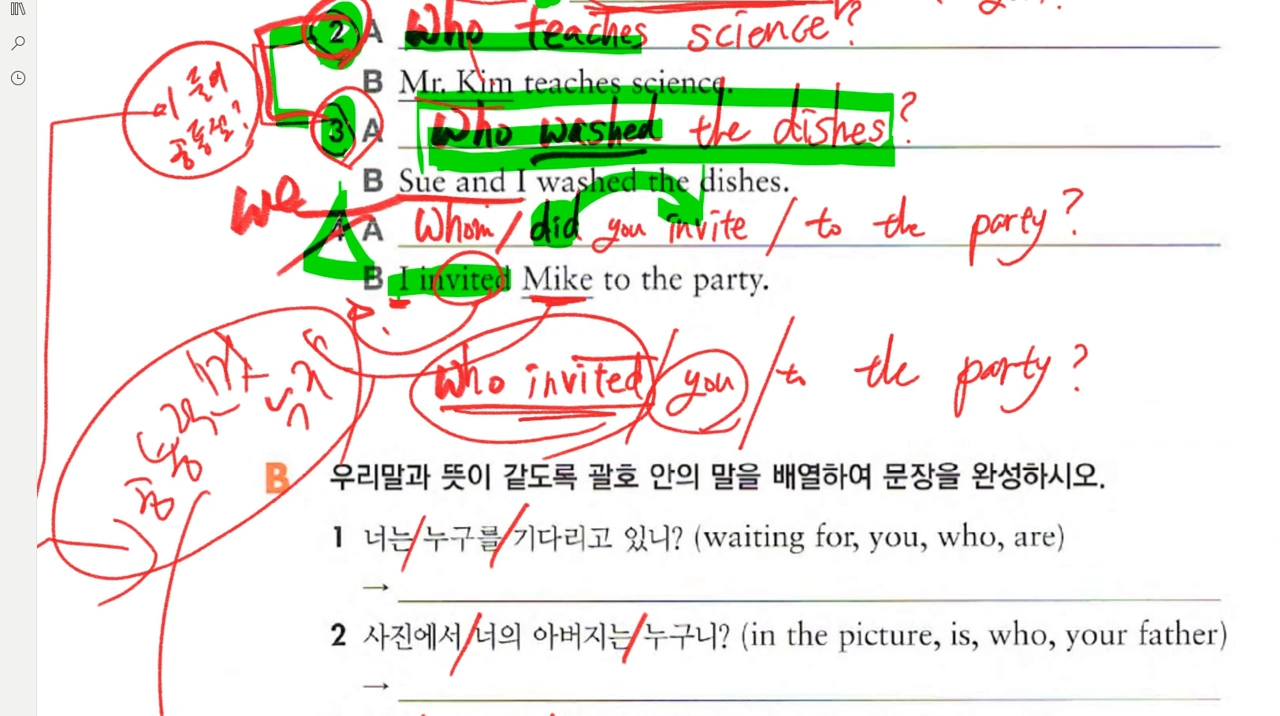 2 A Who teaches science?
B Mr. Kim teaches science.
이 둘의 공통점?
3 A Who washed the dishes?
B Sue and I washed the dishes.
we
4 A Whom / did you invite / to the party?
B I invited Mike to the party.
Who invited / you / to the party?
B 우리말과 뜻이 같도록 괄호 안의 말을 배열하여 문장을 완성하시오.
1 너는/누구를/기다리고 있니? (waiting for, you, who, are)
→
2 사진에서/너의 아버지는/누구니? (in the picture, is, who, your father)
→